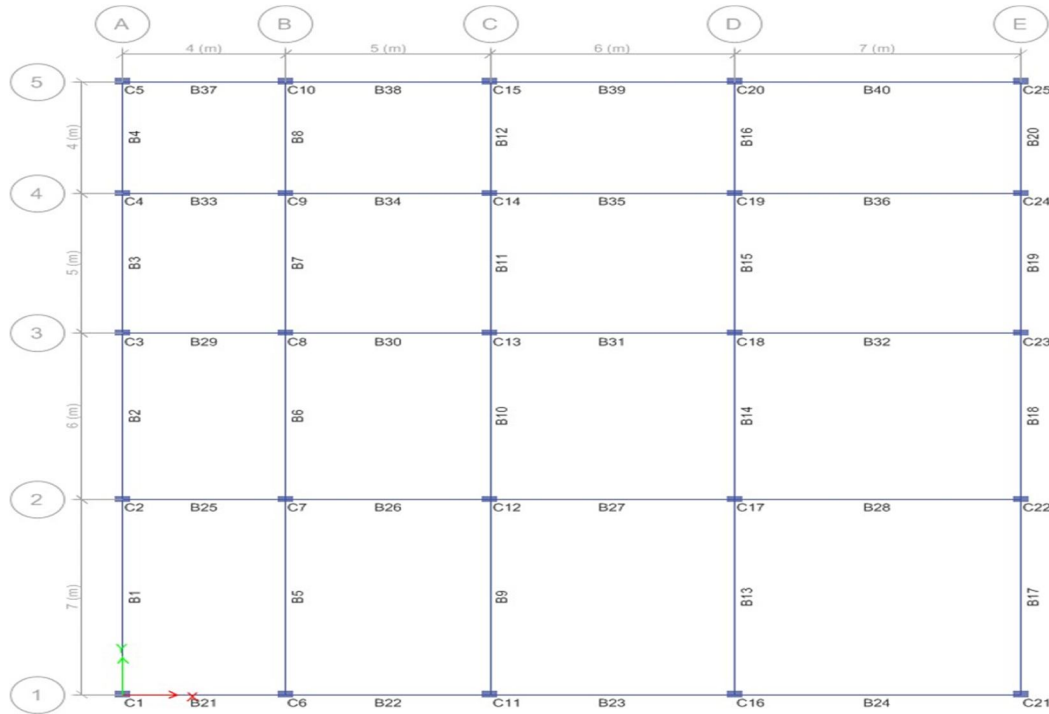 A B C D E
4 (m) 5 (m) 6 (m) 7 (m)
5
C5 B37 C10 B38 C15 B39 C20 B40 C25
4 (m) B4 B8 B12 B16 B20
4
C4 B33 C9 B34 C14 B35 C19 B36 C24
5 (m) B3 B7 B11 B15 B19
3
C3 B29 C8 B30 C13 B31 C18 B32 C23
6 (m) B2 B6 B10 B14 B18
2
C2 B25 C7 B26 C12 B27 C17 B28 C22
7 (m) B1 B5 B9 B13 B17
Y
1 X
C1 B21 C6 B22 C11 B23 C16 B24 C21